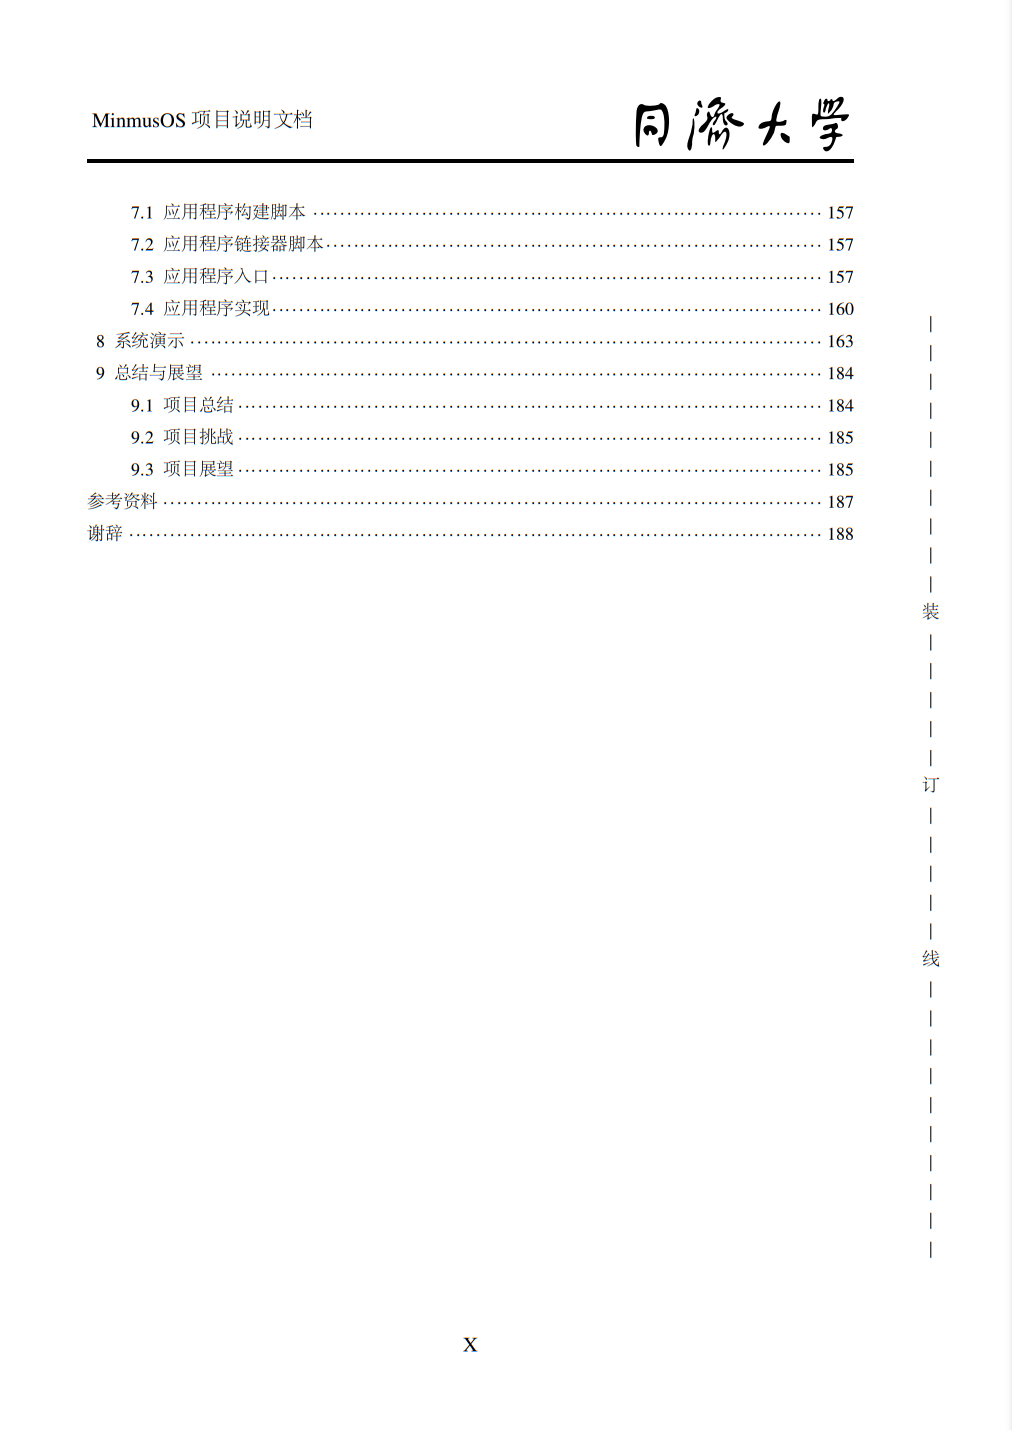 MinmusOS 项目说明文档
同濟大學
7.1 应用程序构建脚本 ........ 157
7.2 应用程序链接器脚本 ........ 157
7.3 应用程序入口 ........ 157
7.4 应用程序实现 ........ 160
8 系统演示 ........ 163
9 总结与展望 ........ 184
9.1 项目总结 ........ 184
9.2 项目挑战 ........ 185
9.3 项目展望 ........ 185
参考资料 ........ 187
谢辞 ........ 188
装
订
线
X